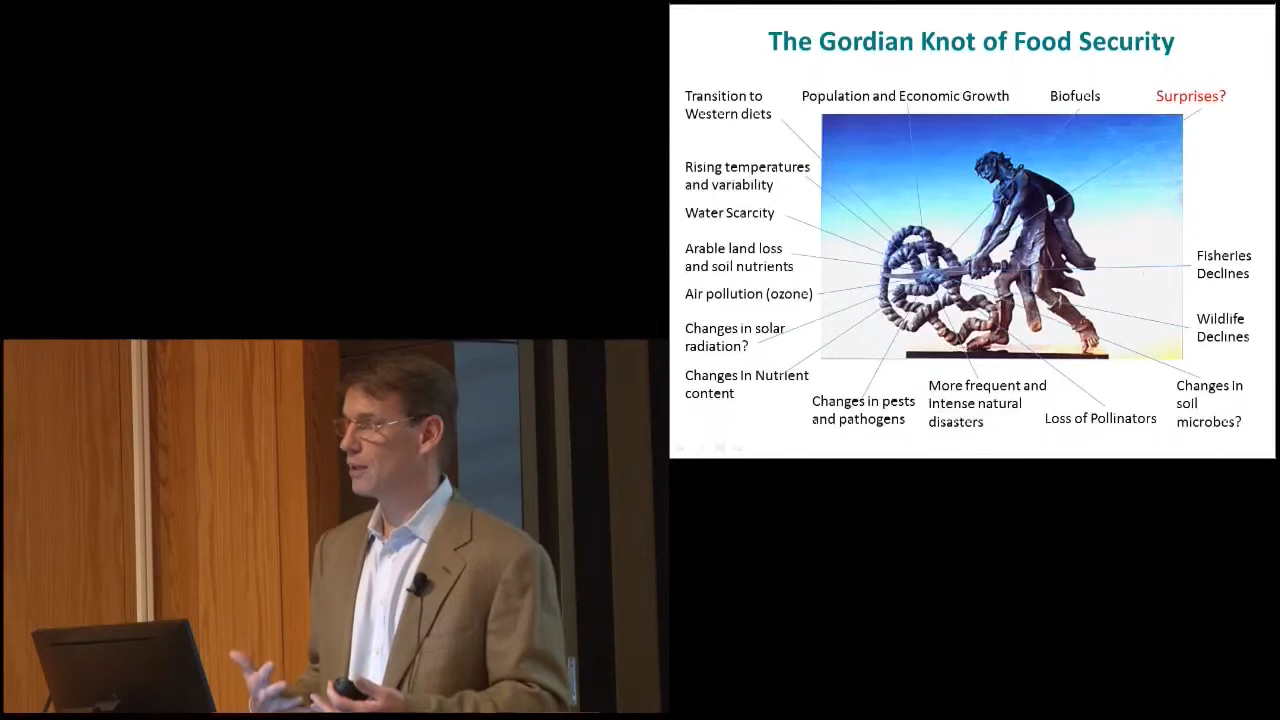 The Gordian Knot of Food Security
Transition to
Western diets
Population and Economic Growth
Biofuels
Surprises?
Rising temperatures
and variability
Water Scarcity
Arable land loss
and soil nutrients
Air pollution (ozone)
Changes in solar
radiation?
Changes In Nutrient
content
Changes in pests
and pathogens
More frequent and
Intense natural
disasters
Loss of Pollinators
Changes In
soil
microbes?
Wildlife
Declines
Fisheries
Declines